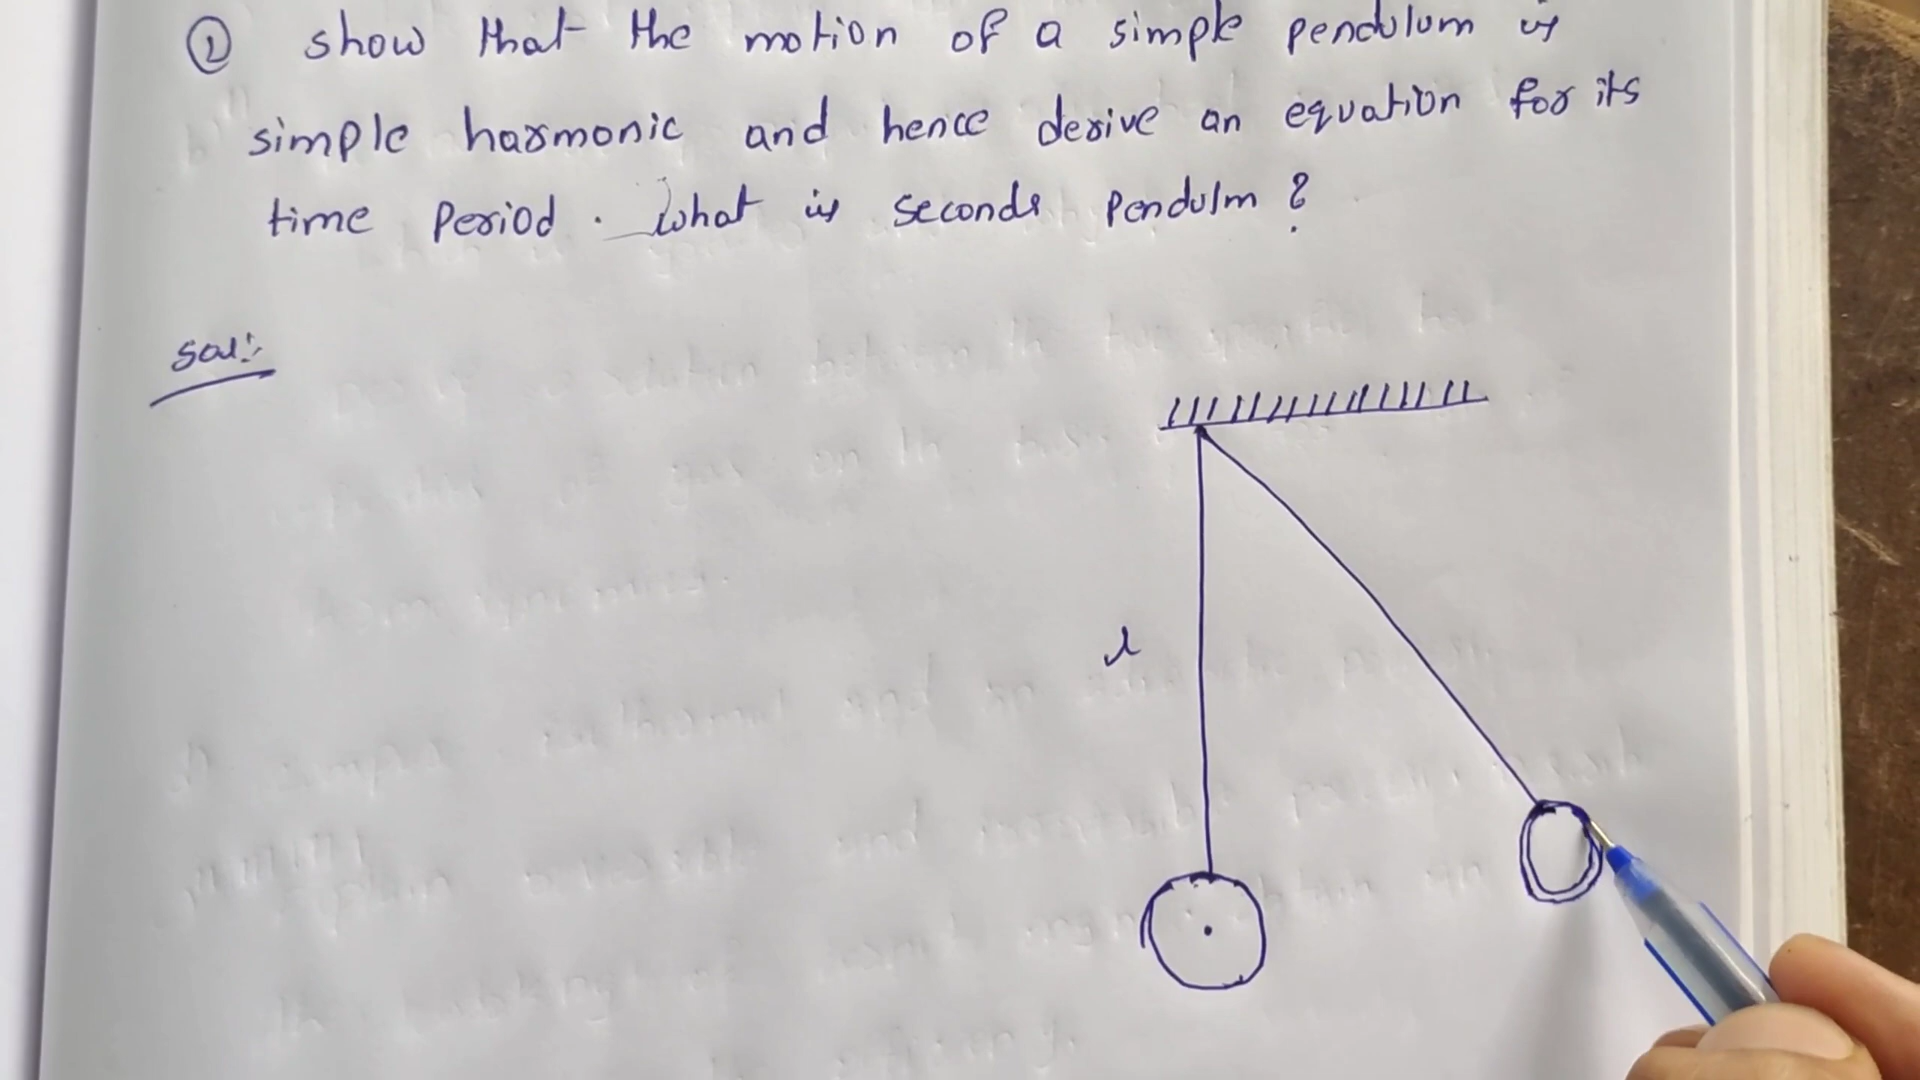 ① show that the motion of a simple pendulum is
simple harmonic and hence derive an equation for its
time period. What is seconds pendulm ?
Sol:
l